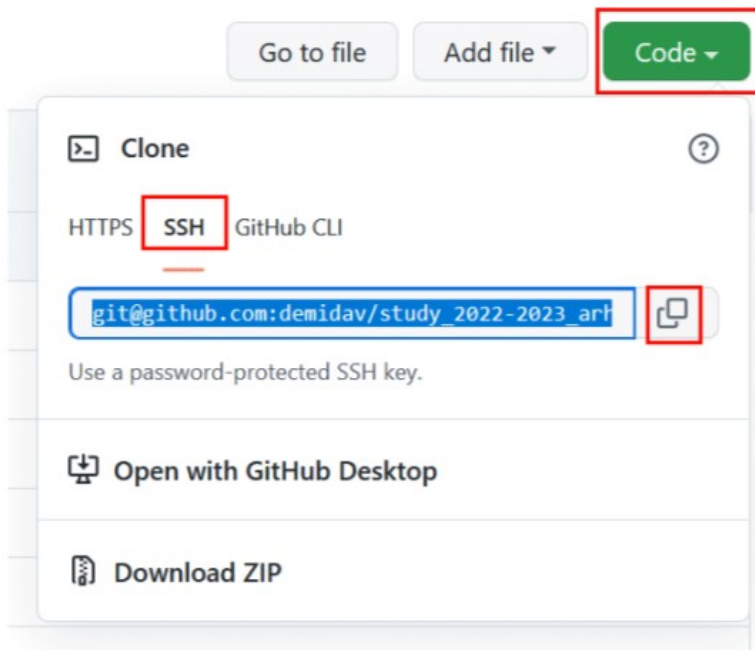 Go to file Add file Code
Clone
HTTPS SSH GitHub CLI
git@github.com:demidav/study_2022-2023_arh
Use a password-protected SSH key.
Open with GitHub Desktop
Download ZIP